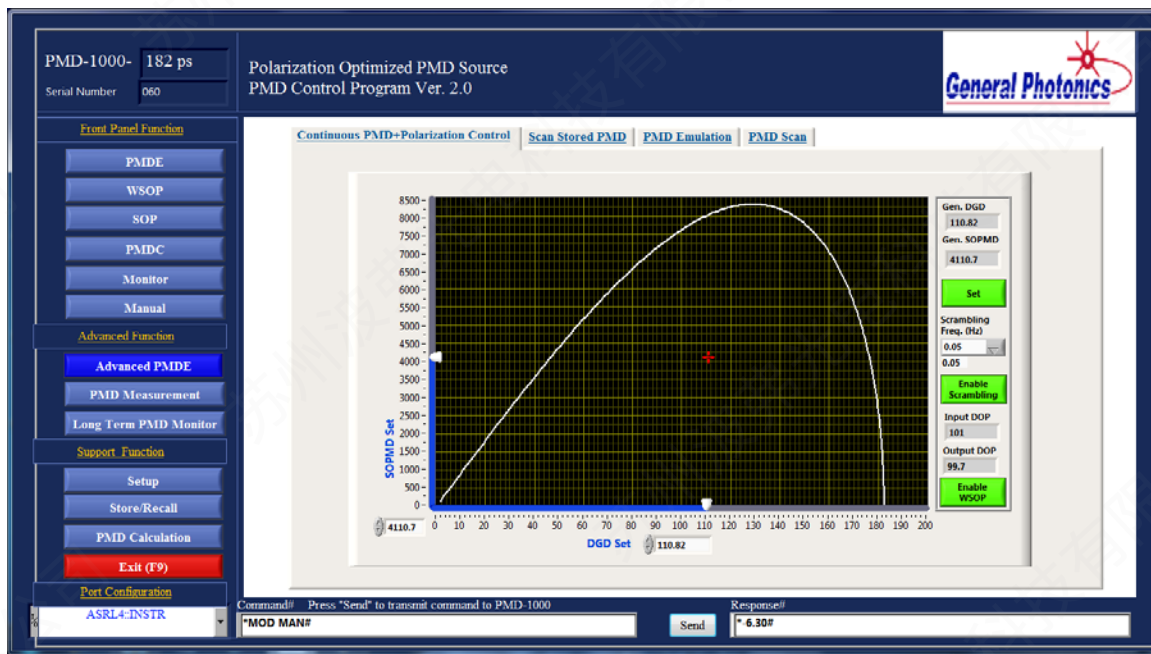 PMD-1000- 182 ps
Serial Number 060
Polarization Optimized PMD Source
PMD Control Program Ver. 2.0
General Photonics
Front Panel Function
PMDE
WSOP
SOP
PMDC
Monitor
Manual
Advanced Function
Advanced PMDE
PMD Measurement
Long Term PMD Monitor
Support Function
Setup
Store/Recall
PMD Calculation
Exit (F9)
Port Configuration
ASRL4::INSTR
Continuous PMD+Polarization Control Scan Stored PMD PMD Emulation PMD Scan
8500
8000
7500
7000
6500
6000
5500
5000
4500
4000
3500
3000
2500
2000
1500
1000
500
0
SOPMD Set
4110.7
0 10 20 30 40 50 60 70 80 90 100 110 120 130 140 150 160 170 180 190 200
DGD Set 110.82
Gen. DGD
110.82
Gen. SOPMD
4110.7
Set
Scrambling
Freq. (Hz)
0.05
0.05
Enable
Scrambling
Input DOP
101
Output DOP
99.7
Enable
WSOP
Command# Press "Send" to transmit command to PMD-1000
*MOD MAN#
Send
Response#
*-6.30#